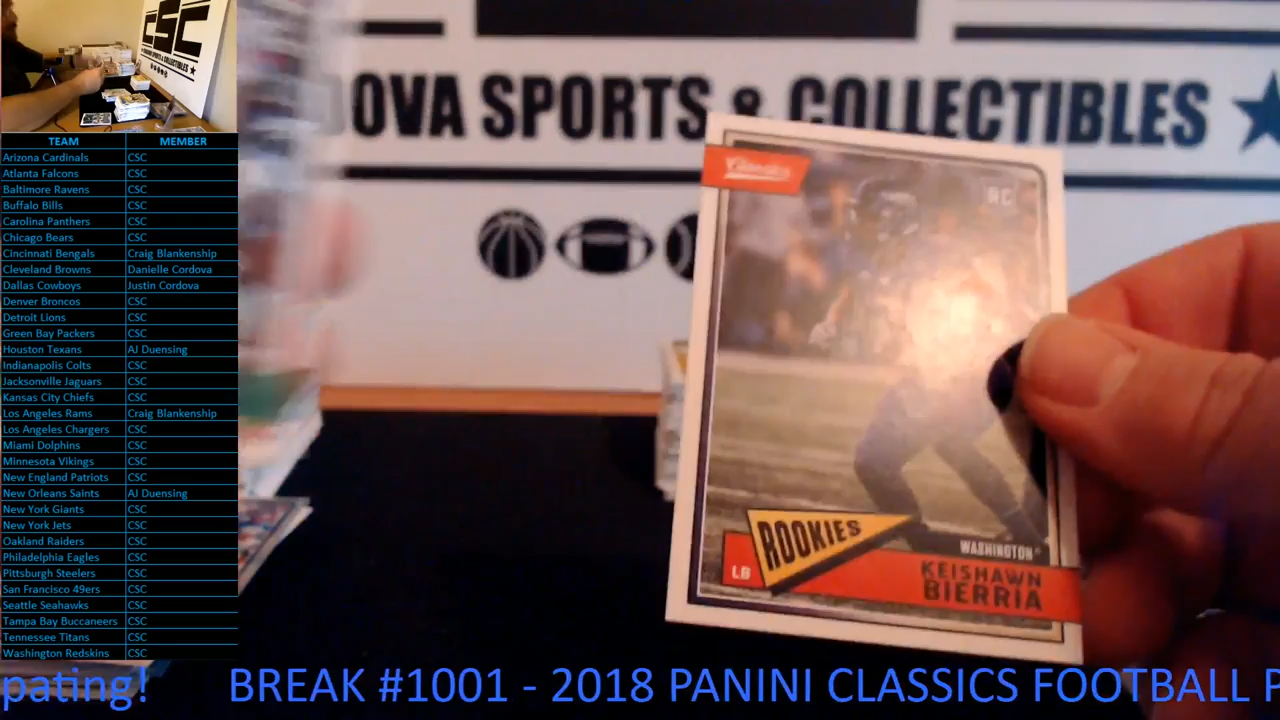 CSC
CORDOVA SPORTS & COLLECTIBLES
TEAM MEMBER
Arizona Cardinals CSC
Atlanta Falcons CSC
Baltimore Ravens CSC
Buffalo Bills CSC
Carolina Panthers CSC
Chicago Bears CSC
Cincinnati Bengals Craig Blankenship
Cleveland Browns Danielle Cordova
Dallas Cowboys Justin Cordova
Denver Broncos CSC
Detroit Lions CSC
Green Bay Packers CSC
Houston Texans AJ Duensing
Indianapolis Colts CSC
Jacksonville Jaguars CSC
Kansas City Chiefs CSC
Los Angeles Rams Craig Blankenship
Los Angeles Chargers CSC
Miami Dolphins CSC
Minnesota Vikings CSC
New England Patriots CSC
New Orleans Saints AJ Duensing
New York Giants CSC
New York Jets CSC
Oakland Raiders CSC
Philadelphia Eagles CSC
Pittsburgh Steelers CSC
San Francisco 49ers CSC
Seattle Seahawks CSC
Tampa Bay Buccaneers CSC
Tennessee Titans CSC
Washington Redskins CSC
OVA SPORTS & COLLECTIBLES
Classics
RC
ROOKIES
WASHINGTON
LB
KEISHAWN
BIERRIA
pating! BREAK #1001 - 2018 PANINI CLASSICS FOOTBALL P